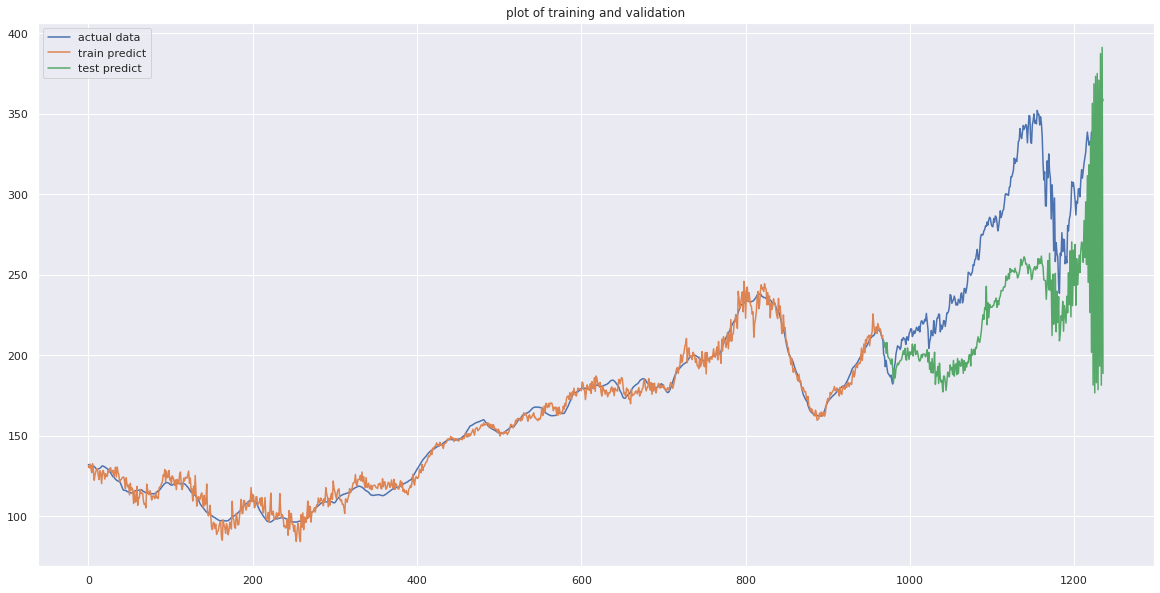 plot of training and validation
actual data
train predict
test predict
400
350
300
250
200
150
100
0 200 400 600 800 1000 1200